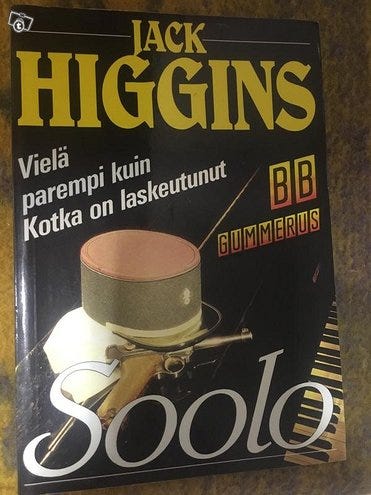 JACK
HIGGINS
Vielä
parempi kuin
Kotka on laskeutunut
BB
GUMMERUS
Soolo